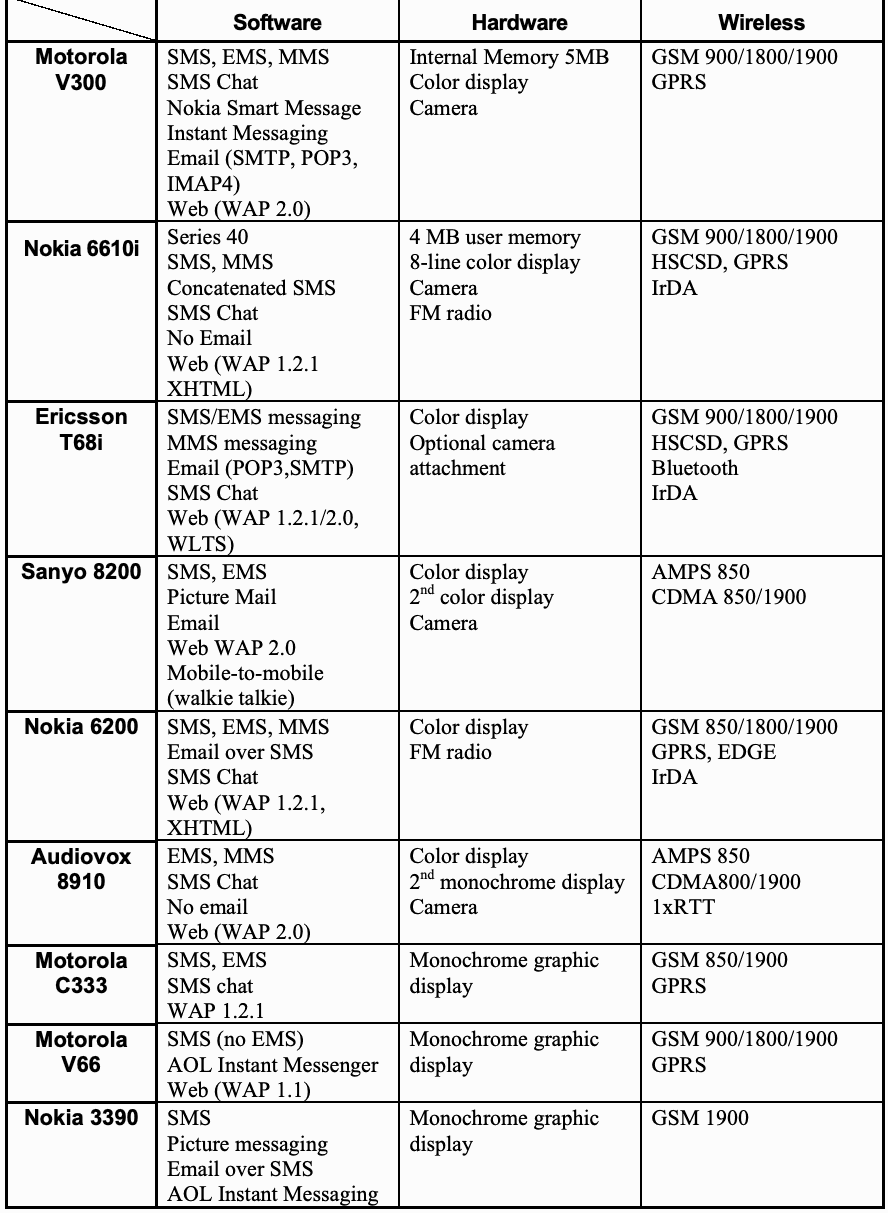 Software Hardware Wireless
Motorola V300
SMS, EMS, MMS
SMS Chat
Nokia Smart Message
Instant Messaging
Email (SMTP, POP3,
IMAP4)
Web (WAP 2.0)
Internal Memory 5MB
Color display
Camera
GSM 900/1800/1900
GPRS
Nokia 6610i
Series 40
SMS, MMS
Concatenated SMS
SMS Chat
No Email
Web (WAP 1.2.1
XHTML)
4 MB user memory
8-line color display
Camera
FM radio
GSM 900/1800/1900
HSCSD, GPRS
IrDA
Ericsson
T68i
SMS/EMS messaging
MMS messaging
Email (POP3,SMTP)
SMS Chat
Web (WAP 1.2.1/2.0,
WLTS)
Color display
Optional camera
attachment
GSM 900/1800/1900
HSCSD, GPRS
Bluetooth
IrDA
Sanyo 8200
SMS, EMS
Picture Mail
Email
Web WAP 2.0
Mobile-to-mobile
(walkie talkie)
Color display
2nd color display
Camera
AMPS 850
CDMA 850/1900
Nokia 6200
SMS, EMS, MMS
Email over SMS
SMS Chat
Web (WAP 1.2.1,
XHTML)
Color display
FM radio
GSM 850/1800/1900
GPRS, EDGE
IrDA
Audiovox
8910
EMS, MMS
SMS Chat
No email
Web (WAP 2.0)
Color display
2nd monochrome display
Camera
AMPS 850
CDMA800/1900
1xRTT
Motorola
C333
SMS, EMS
SMS chat
WAP 1.2.1
Monochrome graphic
display
GSM 850/1900
GPRS
Motorola
V66
SMS (no EMS)
AOL Instant Messenger
Web (WAP 1.1)
Monochrome graphic
display
GSM 900/1800/1900
GPRS
Nokia 3390
SMS
Picture messaging
Email over SMS
AOL Instant Messaging
Monochrome graphic
display
GSM 1900